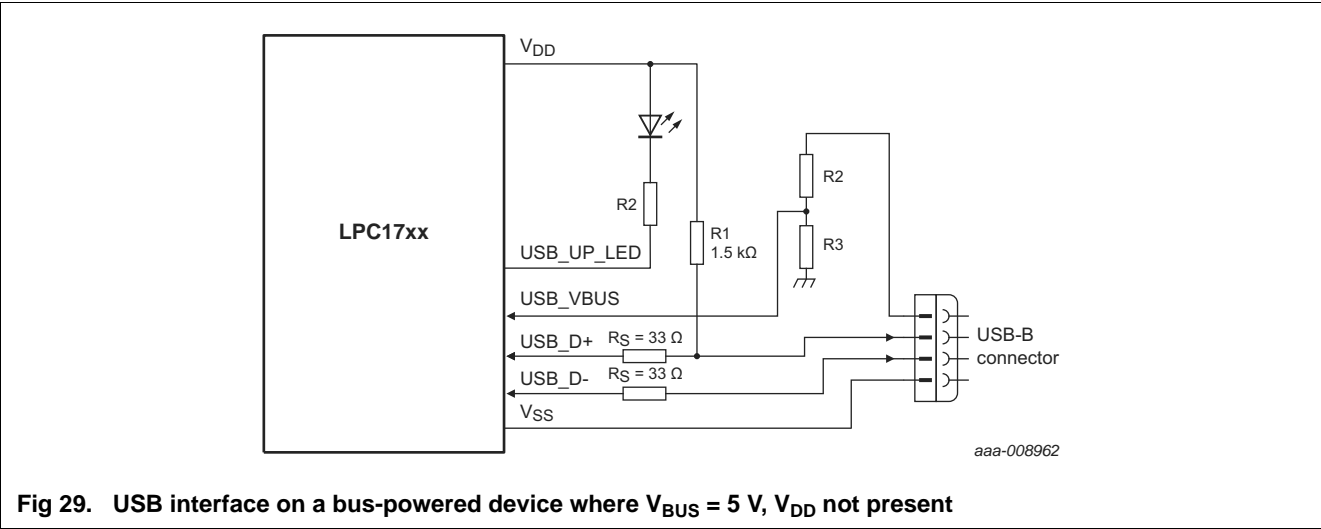 VDD
R2
R2
LPC17xx
R1
1.5 kΩ
R3
USB_UP_LED
USB_VBUS
USB_D+ RS = 33 Ω
USB-B
connector
USB_D- RS = 33 Ω
VSS
aaa-008962
Fig 29. USB interface on a bus-powered device where VBUS = 5 V, VDD not present